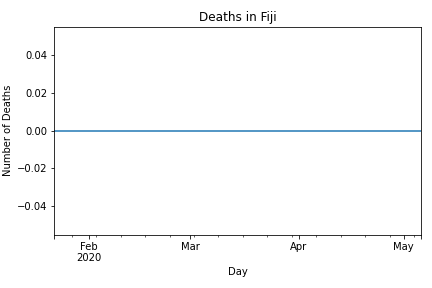 Deaths in Fiji
Number of Deaths
0.04
0.02
0.00
−0.02
−0.04
Feb
2020
Mar
Apr
May
Day